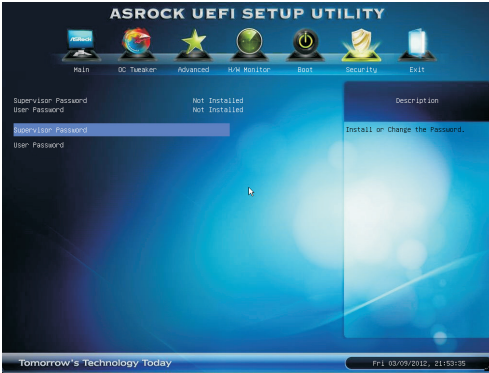 ASROCK UEFI SETUP UTILITY
ASRock
Main OC Tweaker Advanced H/W Monitor Boot Security Exit
Supervisor Password Not Installed
User Password Not Installed
Supervisor Password
User Password
Description
Install or Change the Password.
Tomorrow's Technology Today
Fri 03/09/2012, 21:53:35